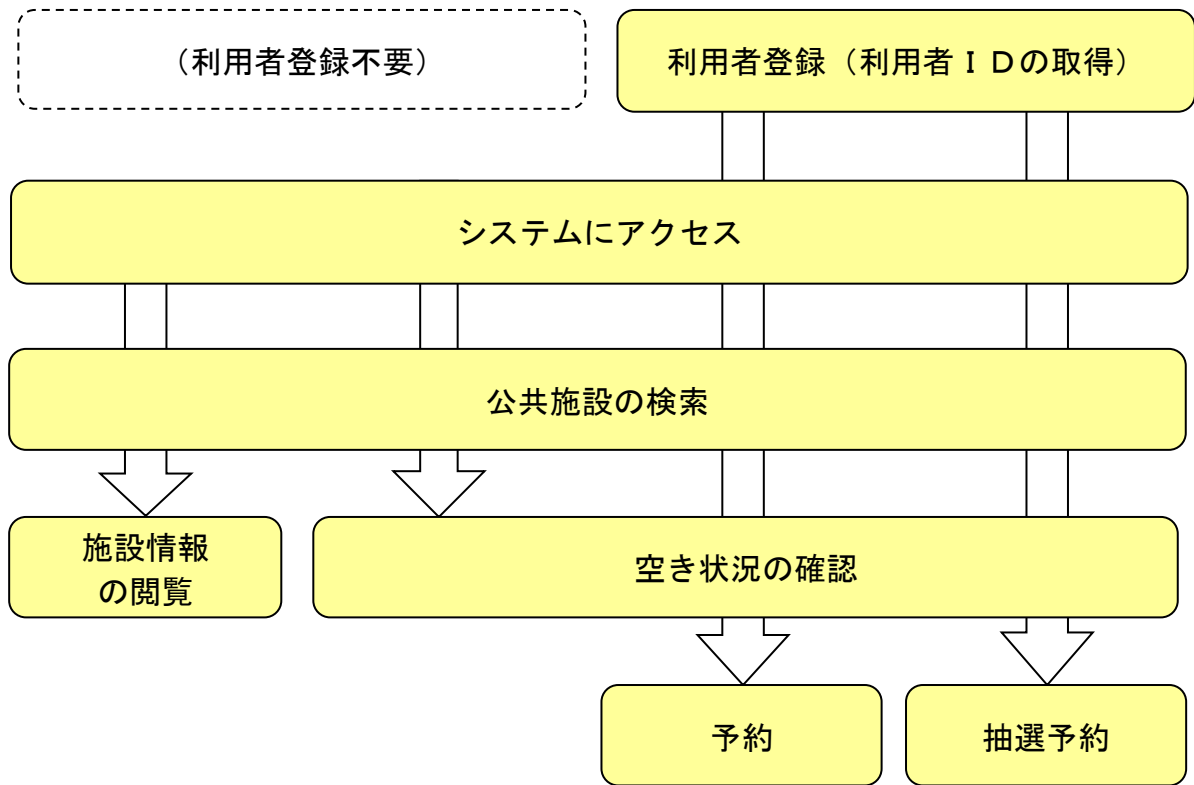 （利用者登録不要）
利用者登録（利用者ＩＤの取得）
システムにアクセス
公共施設の検索
施設情報
の閲覧
空き状況の確認
予約
抽選予約